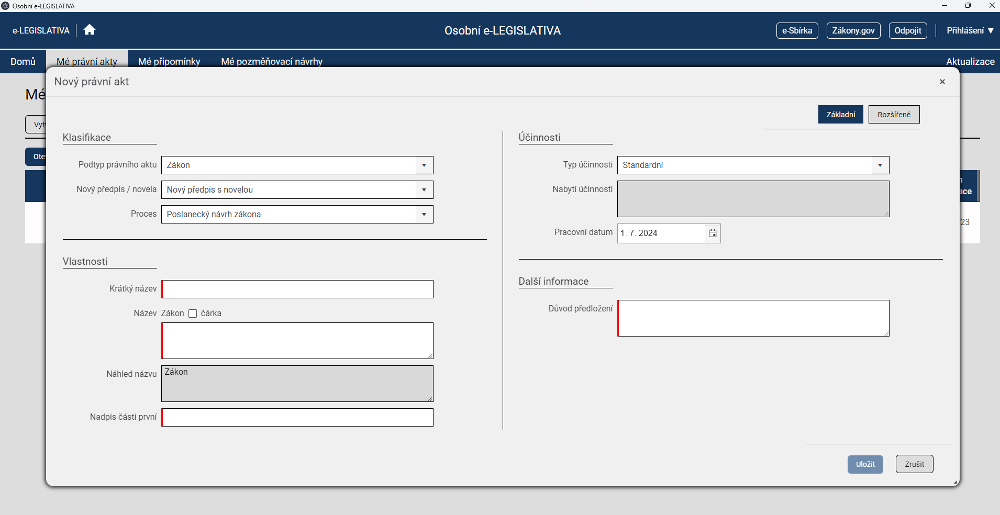 Osobní e-LEGISLATIVA
e-LEGISLATIVA
Osobní e-LEGISLATIVA
e-Sbírka
Zákony.gov
Odpojit
Přihlášení ▼
Domů
Mé právní akty
Mé připomínky
Mé pozměňovací návrhy
Aktualizace
Mé
Nový právní akt
×
Základní
Rozšířené
Klasifikace
Podtyp právního aktu
Zákon
Nový předpis / novela
Nový předpis s novelou
Proces
Poslanecký návrh zákona
Vlastnosti
Krátký název
Název Zákon čárka
Náhled názvu
Zákon
Nadpis části první
Účinnosti
Typ účinnosti
Standardní
Nabytí účinnosti
Pracovní datum
1. 7. 2024
Další informace
Důvod předložení
Uložit
Zrušit
23